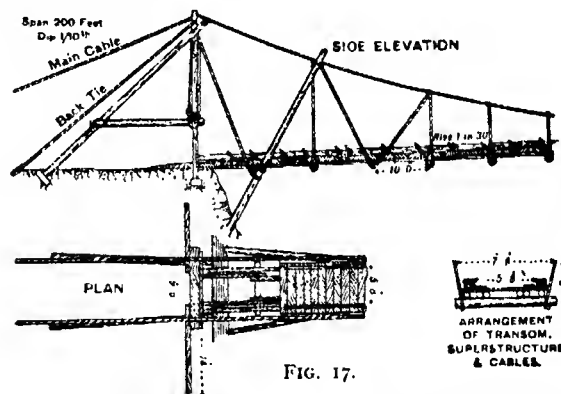 Span 200 Feet
Dip 1/10th
Main Cable
Back Tie
SIDE ELEVATION
Rise 1 in 30
10 0
PLAN
FIG. 17.
ARRANGEMENT
OF TRANSOM,
SUPERSTRUCTURE
& CABLES.